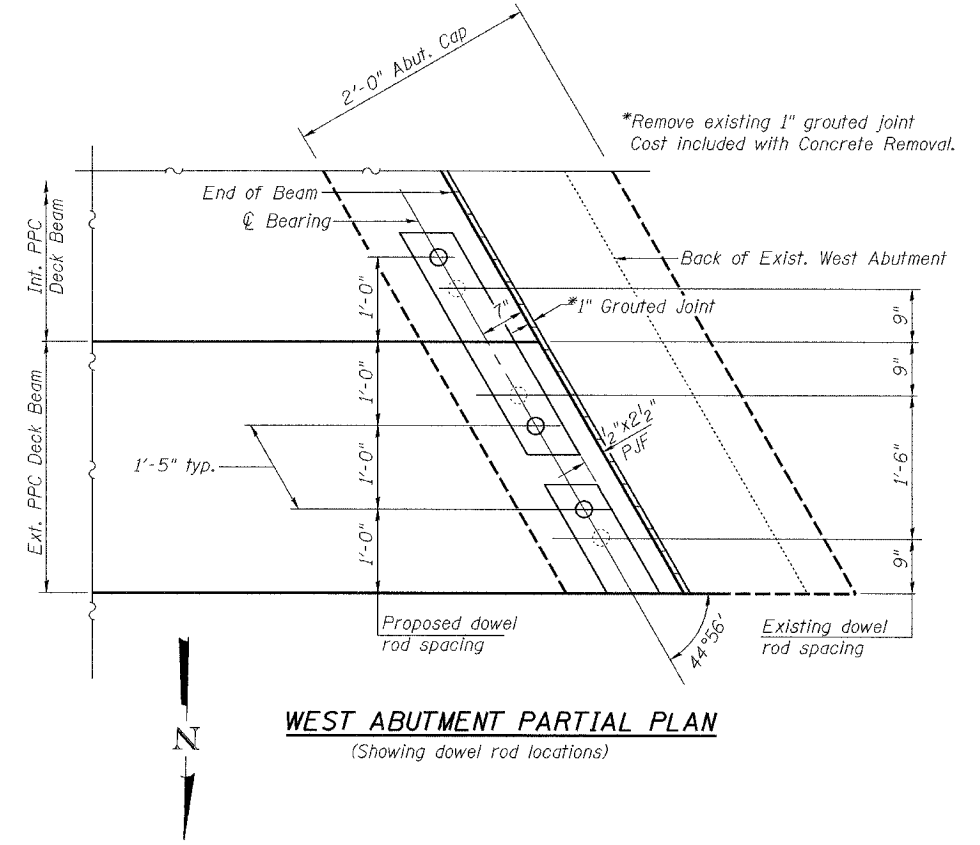 2'-0" Abut. Cap
*Remove existing 1" grouted joint
Cost included with Concrete Removal.
End of Beam
℄ Bearing
Int. PPC
Deck Beam
Back of Exist. West Abutment
1'-0"
7"
*1" Grouted Joint
9"
1'-0"
9"
1/2"x2 1/2"
PJF
1'-5" typ.
1'-0"
1'-6"
Ext. PPC Deck Beam
1'-0"
9"
Proposed dowel
rod spacing
44°56'
Existing dowel
rod spacing
WEST ABUTMENT PARTIAL PLAN
(Showing dowel rod locations)
N